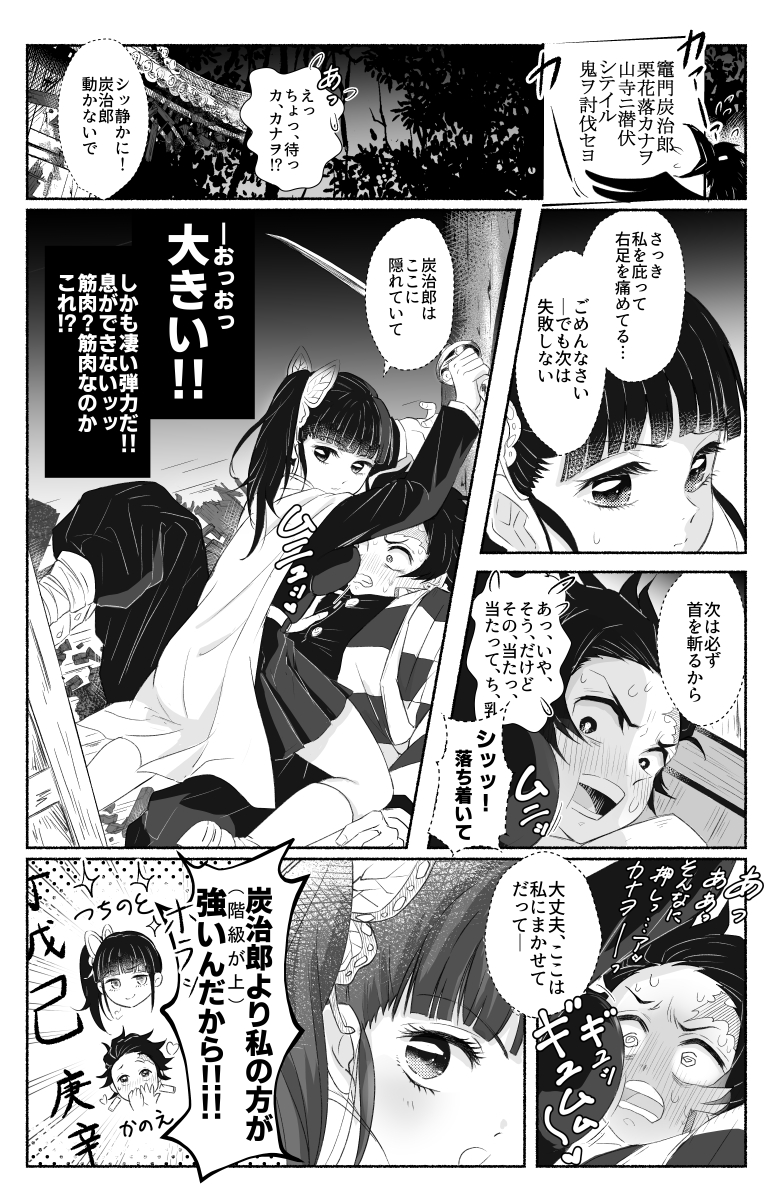 カァ
カァ
竈門炭治郎
栗花落カナヲ
山寺ニ潜伏
シテイル
鬼ヲ討伐セヨ
あっ
えっ
ちょっ、待っ
カ、カナヲ!?
シッ静かに!
炭治郎
動かないで
さっき
私を庇って
右足を痛めてる…
ごめんなさい
―でも次は
失敗しない
炭治郎は
ここに
隠れていて
―おっおっ
大きい!!
しかも凄い弾力だ!!
息ができないッッ
筋肉?筋肉なのか
これ!?
ムニュ
ギュッ
次は必ず
首を斬るから
あっ、いや、
そう、だけど
その、当たっ、
当たって、ち、乳、
シッッ!
落ち着いて
ムニッ
あっ
ああっ
そんなに
押し…ァ
カナヲーっ
ギュッ
ギュムム〜
大丈夫、ここは
私にまかせて
だって―
炭治郎より私の方が
(階級が上)
強いんだから!!!
ホラッ
つちのと
かのえ
丁
戊
己
庚
辛